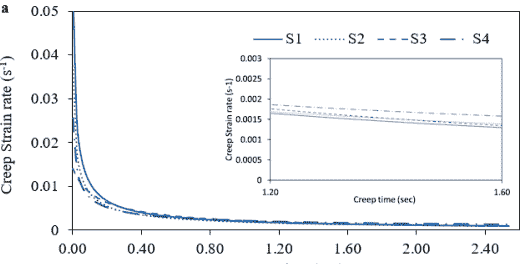 a
Creep Strain rate (s-1)
0.05
0.04
0.03
0.02
0.01
0
0.00 0.40 0.80 1.20 1.60 2.00 2.40
S1 S2 S3 S4
Creep Strain rate (s-1)
0.003
0.0025
0.002
0.0015
0.001
0.0005
0
1.20 1.60
Creep time (sec)